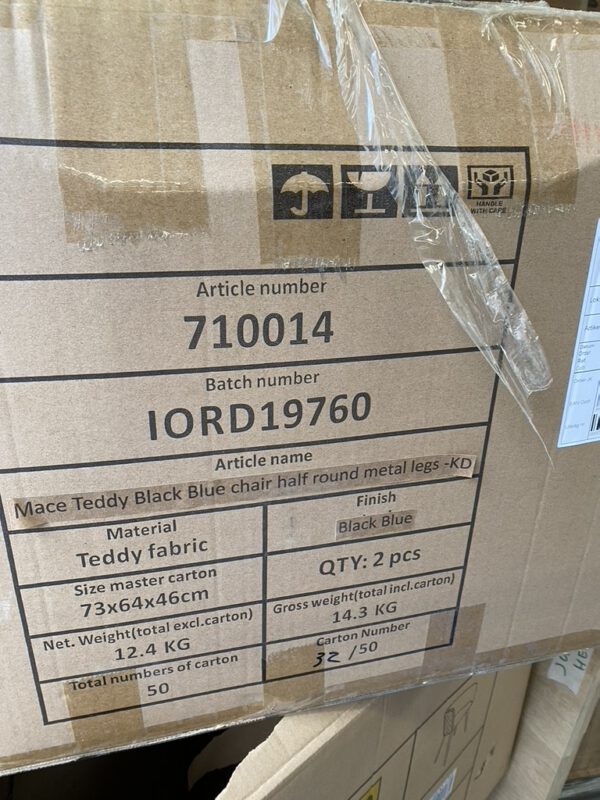 HANDLE
WITH CARE
Article number
710014
Batch number
IORD19760
Article name
Mace Teddy Black Blue chair half round metal legs -KD
Material
Teddy fabric
Finish
Black Blue
Size master carton
73x64x46cm
QTY: 2 pcs
Net. Weight(total excl.carton)
12.4 KG
Gross weight(total incl.carton)
14.3 KG
Total numbers of carton
50
Carton Number
32 /50